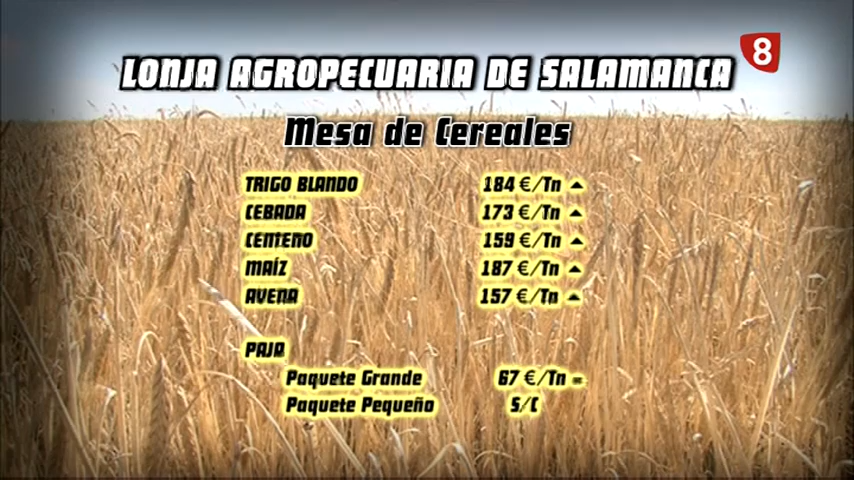 8
LONJA AGROPECUARIA DE SALAMANCA
Mesa de Cereales
TRIGO BLANDO 184 €/Tn ▲
CEBADA 173 €/Tn ▲
CENTENO 159 €/Tn ▲
MAÍZ 187 €/Tn ▲
AVENA 157 €/Tn ▲
PAJA
Paquete Grande 67 €/Tn =
Paquete Pequeño S/C